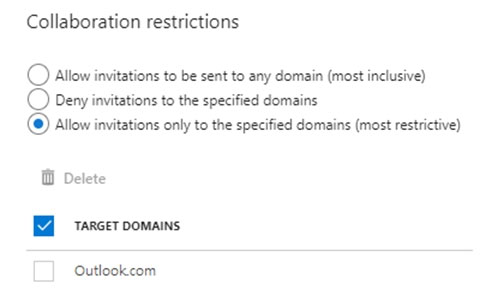 Collaboration restrictions
Allow invitations to be sent to any domain (most inclusive)
Deny invitations to the specified domains
Allow invitations only to the specified domains (most restrictive)
Delete
TARGET DOMAINS
Outlook.com